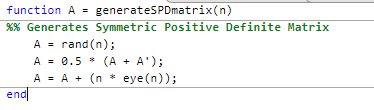 function A = generateSPDmatrix(n)
%% Generates Symmetric Positive Definite Matrix
A = rand(n);
A = 0.5 * (A + A');
A = A + (n * eye(n));
end